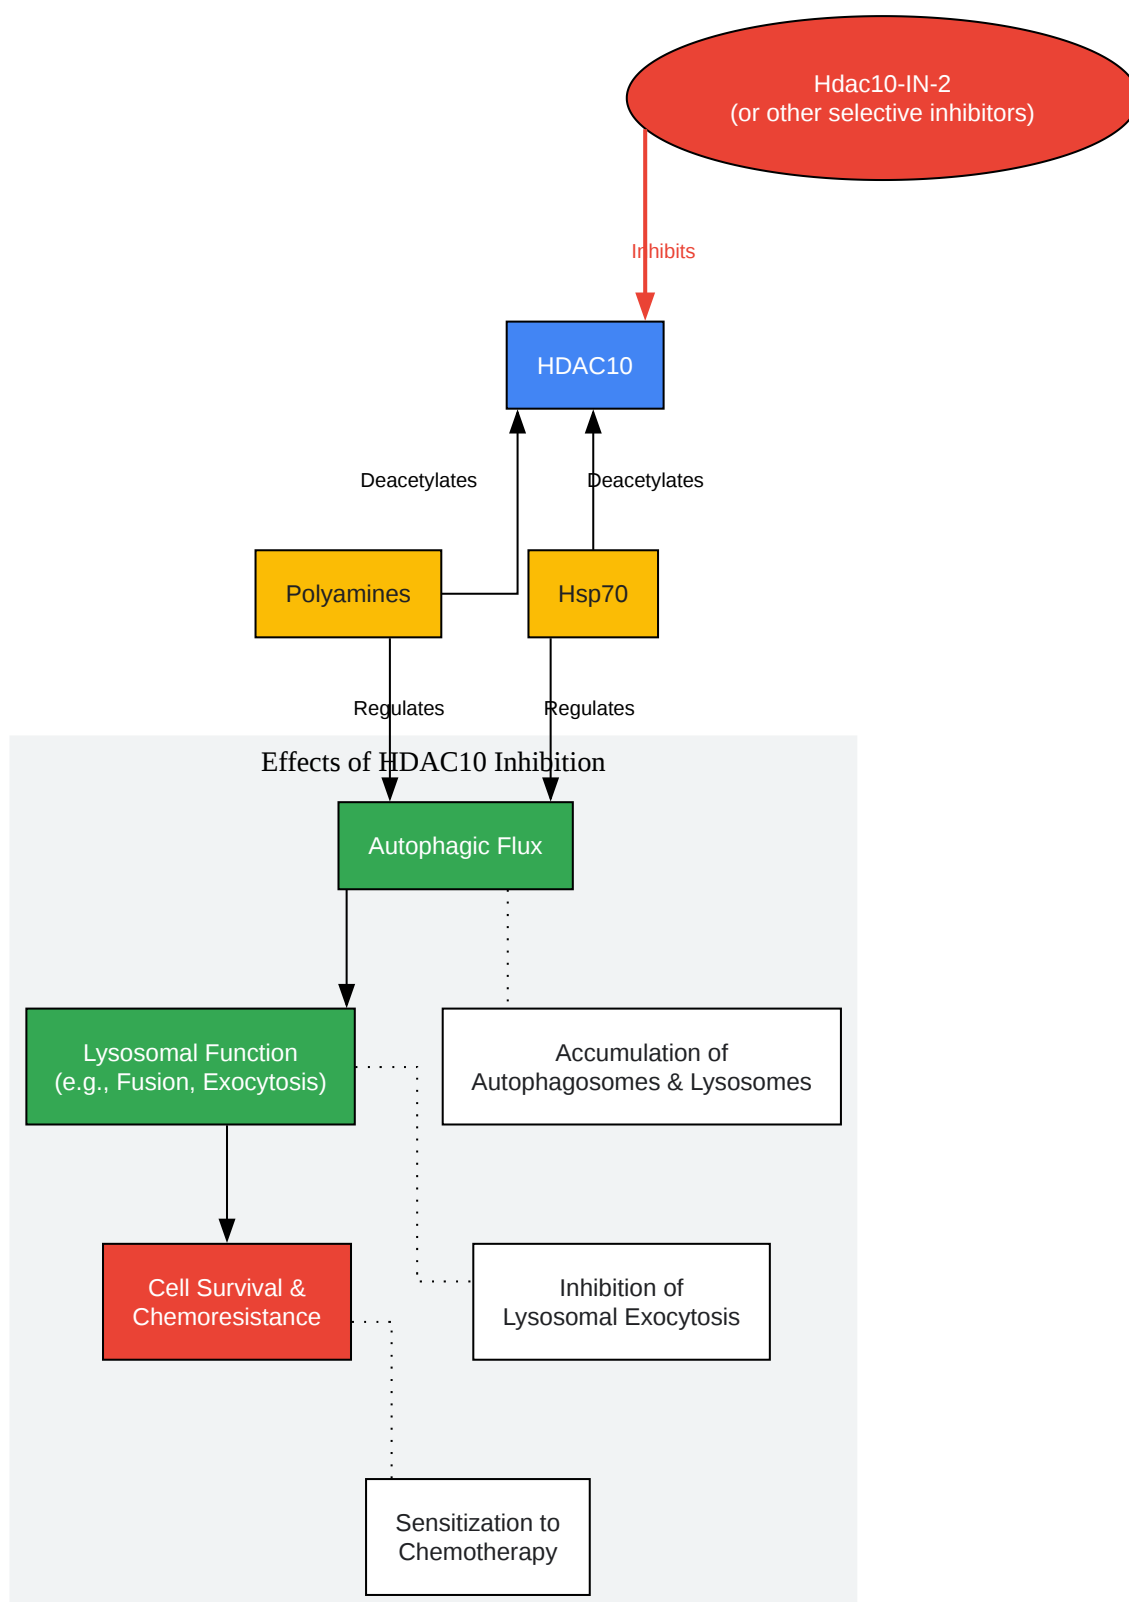 Hdac10-IN-2
(or other selective inhibitors)
Inhibits
HDAC10
Deacetylates
Deacetylates
Polyamines
Hsp70
Regulates
Regulates
Effects of HDAC10 Inhibition
Autophagic Flux
Lysosomal Function
(e.g., Fusion, Exocytosis)
Accumulation of
Autophagosomes & Lysosomes
Cell Survival &
Chemoresistance
Inhibition of
Lysosomal Exocytosis
Sensitization to
Chemotherapy